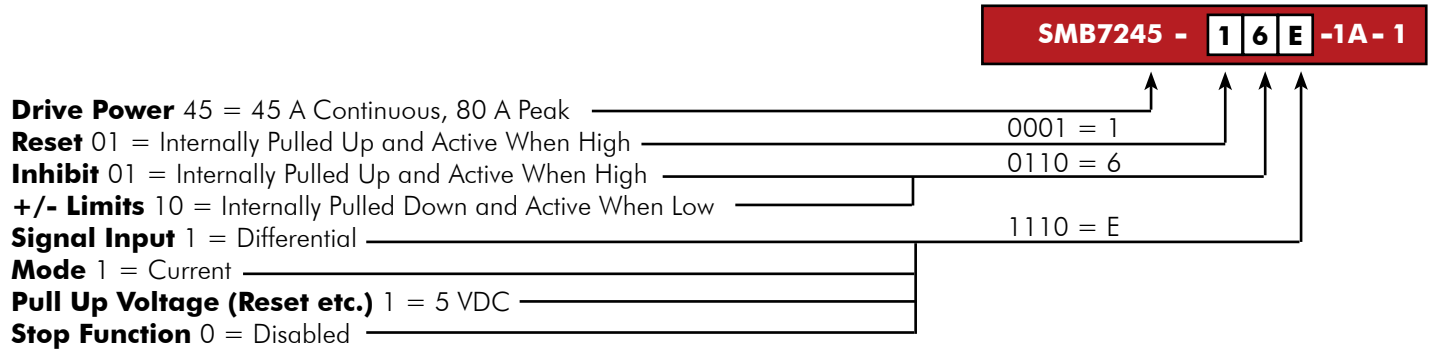 SMB7245 - 1 6 E -1A- 1
Drive Power 45 = 45 A Continuous, 80 A Peak
0001 = 1
Reset 01 = Internally Pulled Up and Active When High
0110 = 6
Inhibit 01 = Internally Pulled Up and Active When High
+/- Limits 10 = Internally Pulled Down and Active When Low
1110 = E
Signal Input 1 = Differential
Mode 1 = Current
Pull Up Voltage (Reset etc.) 1 = 5 VDC
Stop Function 0 = Disabled